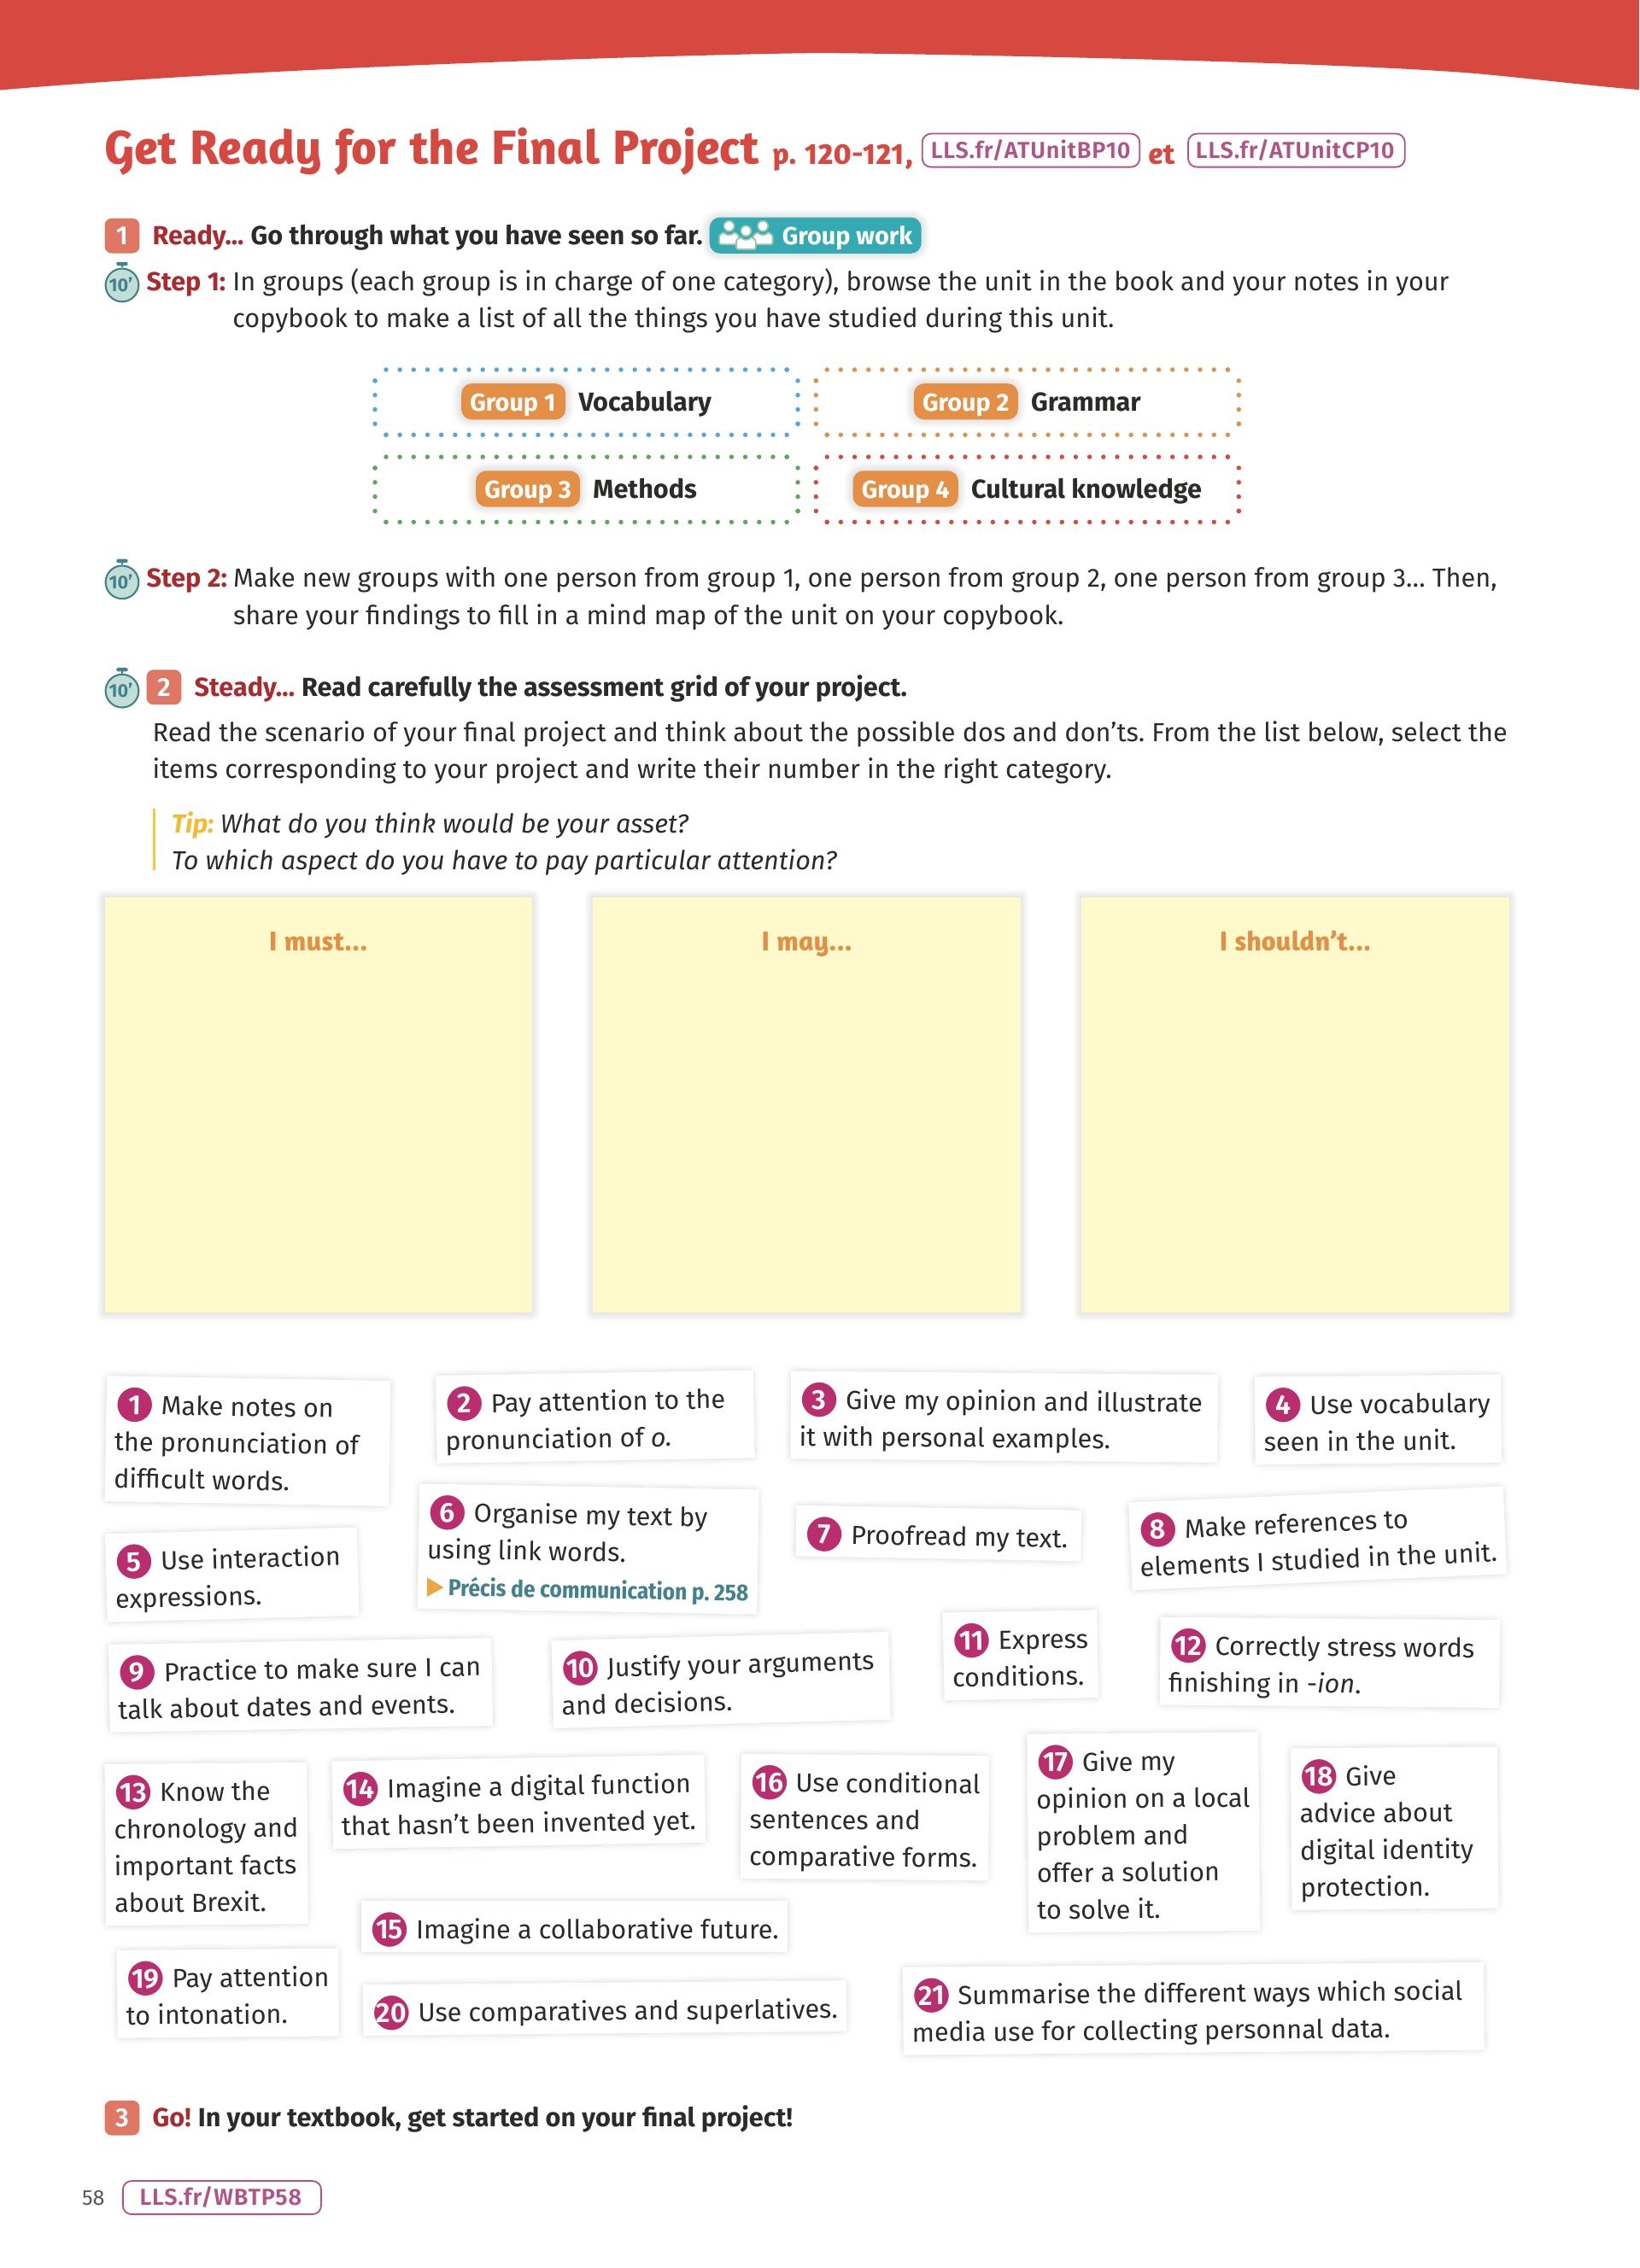 Get Ready for the Final Project p. 120-121, LLS.fr/ATUnitBP10 et LLS.fr/ATUnitCP10
1 Ready... Go through what you have seen so far. Group work
10' Step 1: In groups (each group is in charge of one category), browse the unit in the book and your notes in your
copybook to make a list of all the things you have studied during this unit.
Group 1 Vocabulary
Group 2 Grammar
Group 3 Methods
Group 4 Cultural knowledge
10' Step 2: Make new groups with one person from group 1, one person from group 2, one person from group 3... Then,
share your findings to fill in a mind map of the unit on your copybook.
10' 2 Steady... Read carefully the assessment grid of your project.
Read the scenario of your final project and think about the possible dos and don'ts. From the list below, select the
items corresponding to your project and write their number in the right category.
Tip: What do you think would be your asset?
To which aspect do you have to pay particular attention?
I must...
I may...
I shouldn't...
1 Make notes on
the pronunciation of
difficult words.
2 Pay attention to the
pronunciation of o.
3 Give my opinion and illustrate
it with personal examples.
4 Use vocabulary
seen in the unit.
5 Use interaction
expressions.
6 Organise my text by
using link words.
Précis de communication p. 258
7 Proofread my text.
8 Make references to
elements I studied in the unit.
9 Practice to make sure I can
talk about dates and events.
10 Justify your arguments
and decisions.
11 Express
conditions.
12 Correctly stress words
finishing in -ion.
13 Know the
chronology and
important facts
about Brexit.
14 Imagine a digital function
that hasn't been invented yet.
15 Imagine a collaborative future.
16 Use conditional
sentences and
comparative forms.
17 Give my
opinion on a local
problem and
offer a solution
to solve it.
18 Give
advice about
digital identity
protection.
19 Pay attention
to intonation.
20 Use comparatives and superlatives.
21 Summarise the different ways which social
media use for collecting personnal data.
3 Go! In your textbook, get started on your final project!
58 LLS.fr/WBTP58